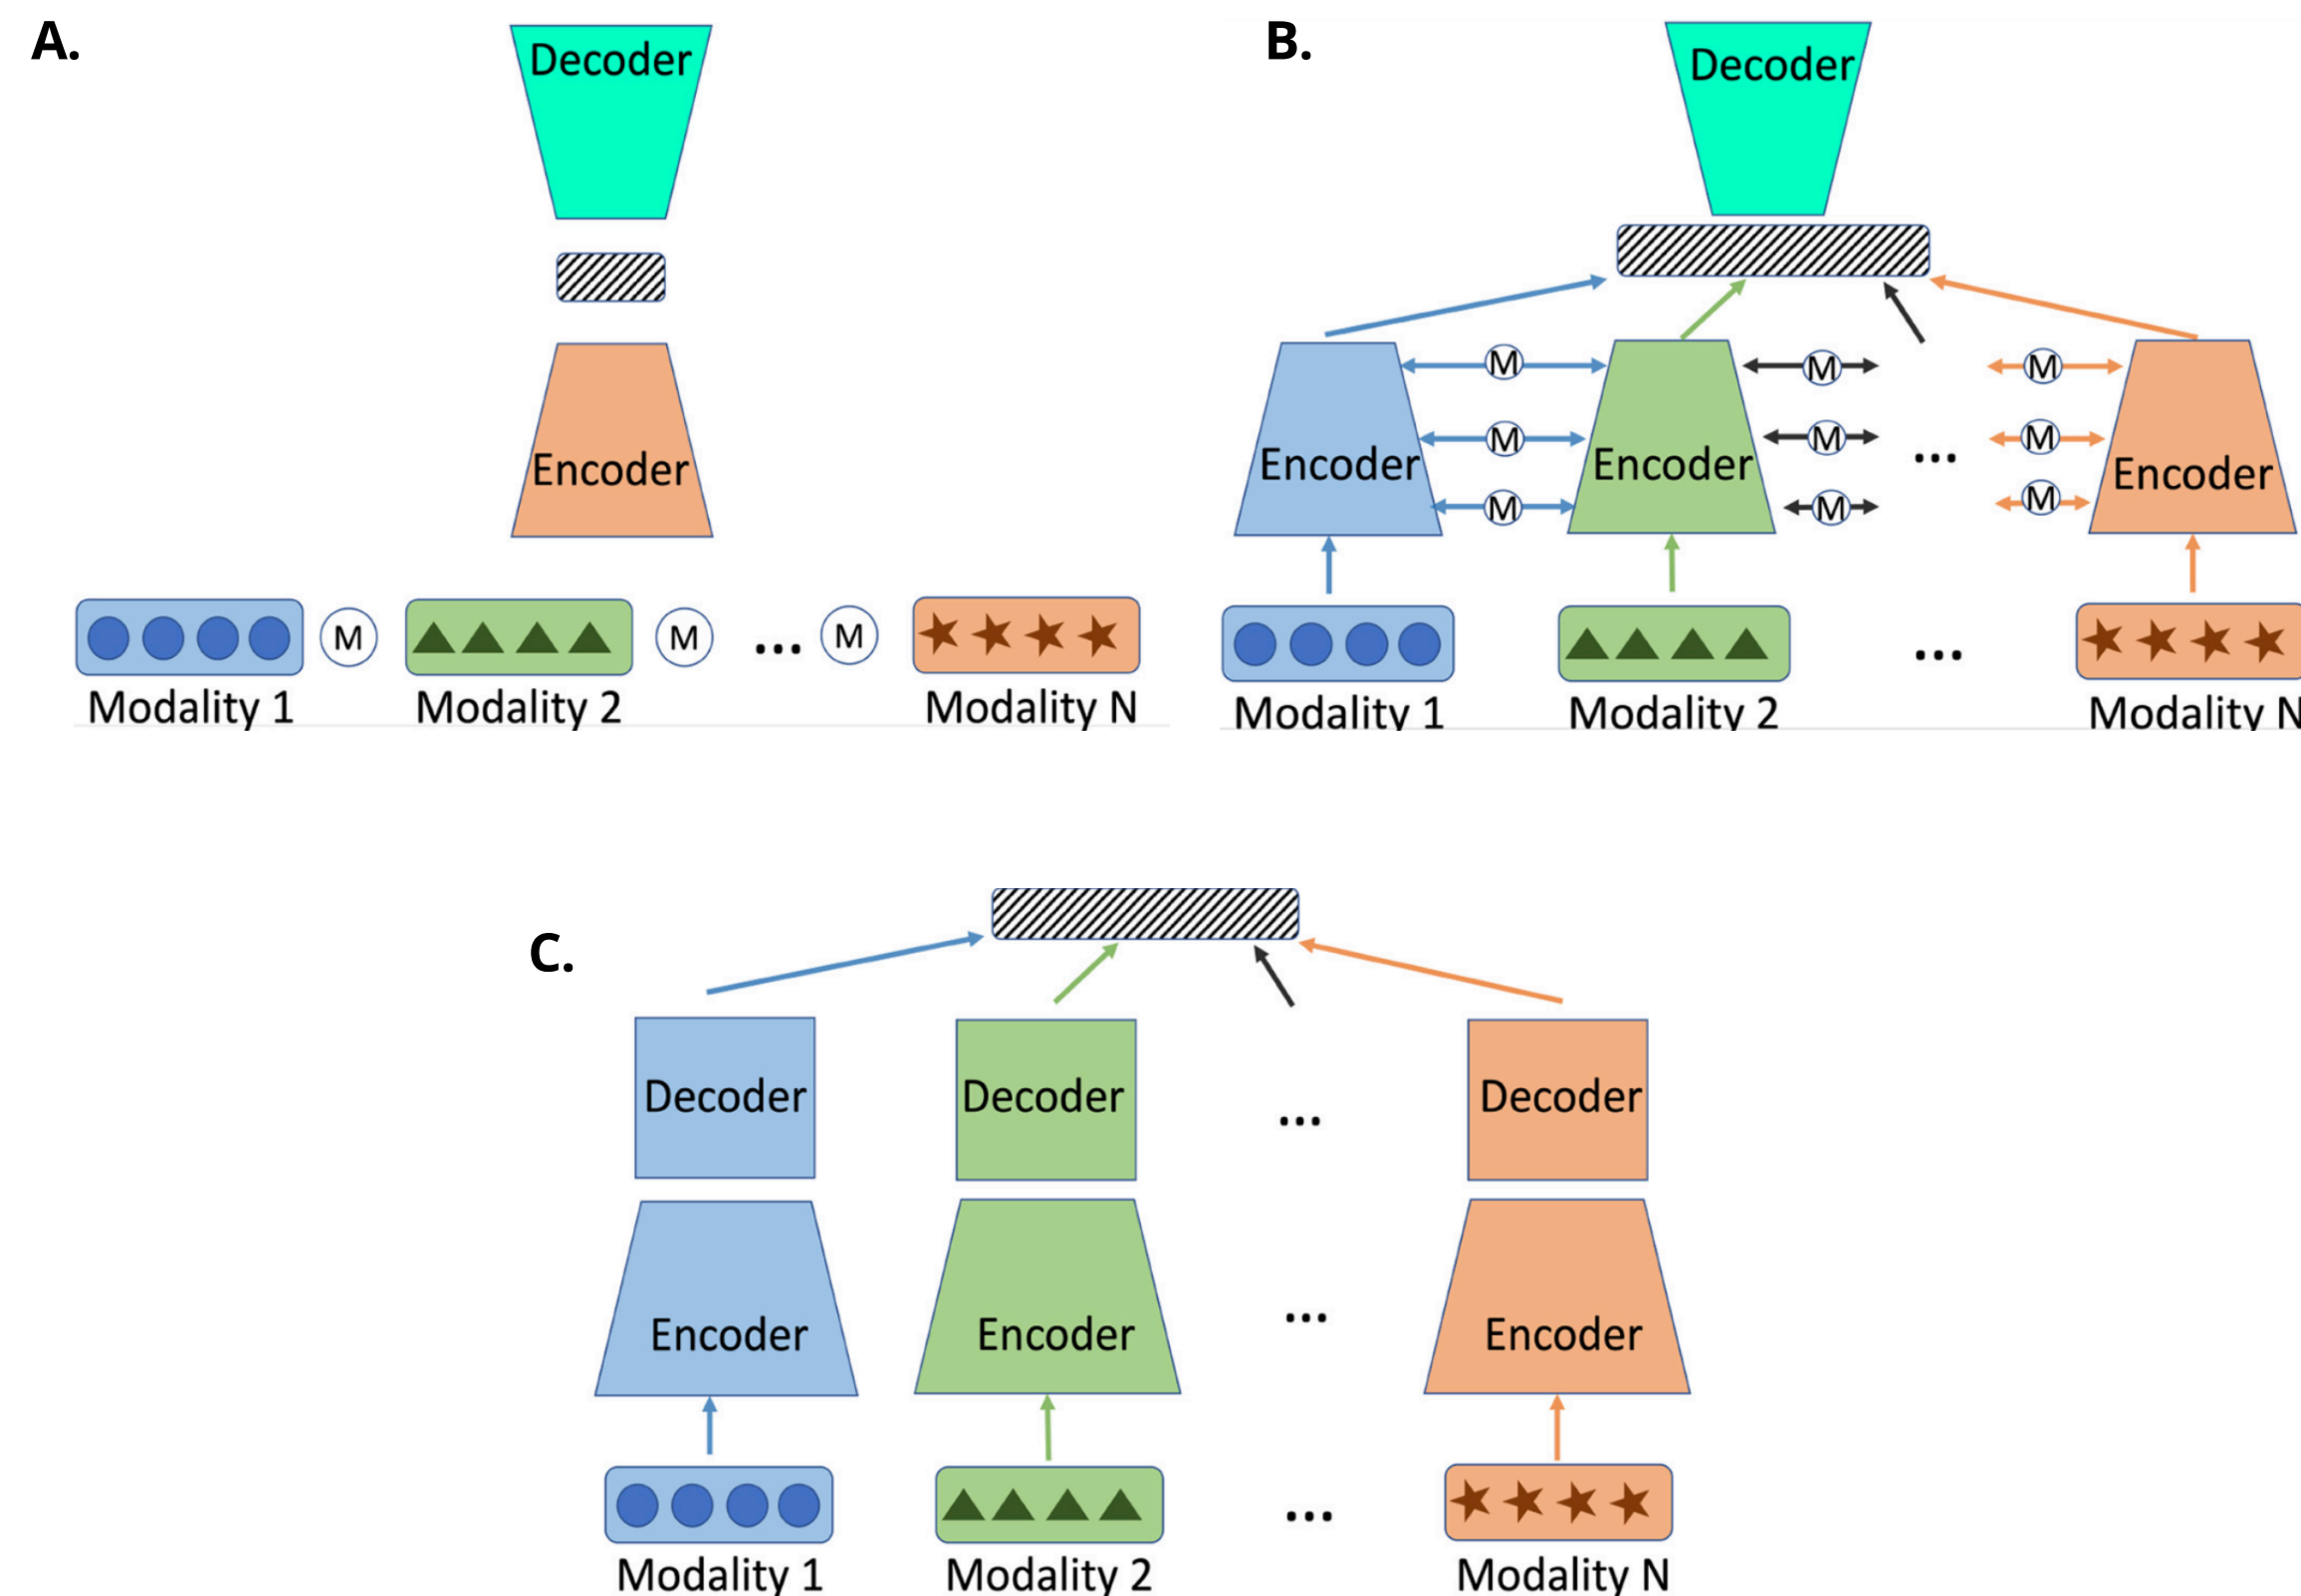 A.
Decoder
Encoder
M M ... M
Modality 1 Modality 2 Modality N
B.
Decoder
M M M
Encoder M Encoder M ... M Encoder
M M M
...
Modality 1 Modality 2 Modality N
C.
Decoder Decoder ... Decoder
Encoder Encoder ... Encoder
...
Modality 1 Modality 2 Modality N